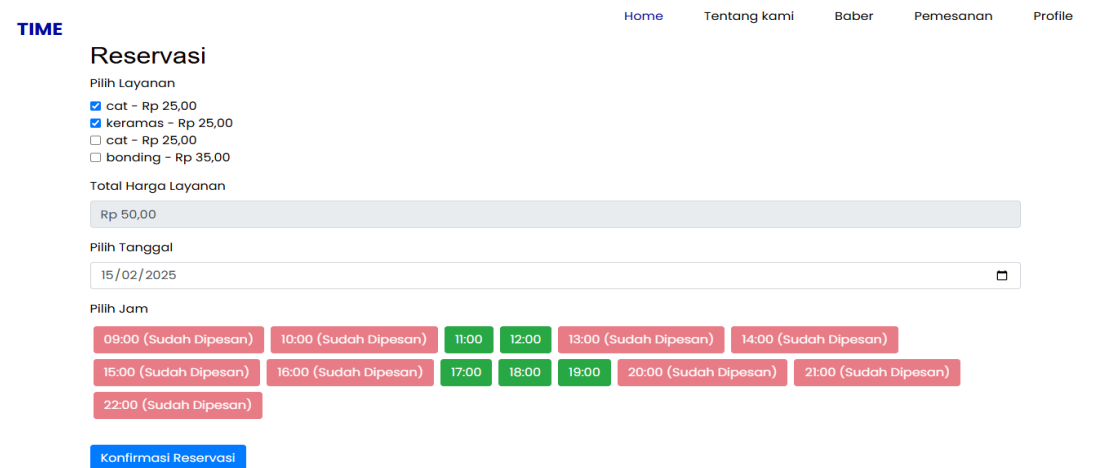 Home Tentang kami Baber Pemesanan Profile
TIME
Reservasi
Pilih Layanan
cat - Rp 25,00
keramas - Rp 25,00
cat - Rp 25,00
bonding - Rp 35,00
Total Harga Layanan
Rp 50,00
Pilih Tanggal
15/02/2025
Pilih Jam
09:00 (Sudah Dipesan) 10:00 (Sudah Dipesan) 11:00 12:00 13:00 (Sudah Dipesan) 14:00 (Sudah Dipesan)
15:00 (Sudah Dipesan) 16:00 (Sudah Dipesan) 17:00 18:00 19:00 20:00 (Sudah Dipesan) 21:00 (Sudah Dipesan)
22:00 (Sudah Dipesan)
Konfirmasi Reservasi